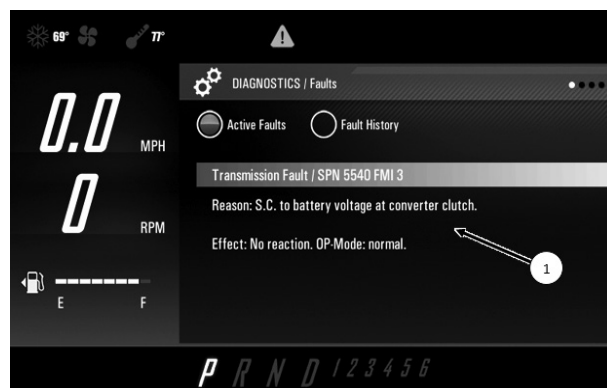 69° 77°
DIAGNOSTICS / Faults
Active Faults Fault History
0.0 MPH
Transmission Fault / SPN 5540 FMI 3
Reason: S.C. to battery voltage at converter clutch.
0 RPM
Effect: No reaction. OP-Mode: normal.
1
E F
P R N D 1 2 3 4 5 6